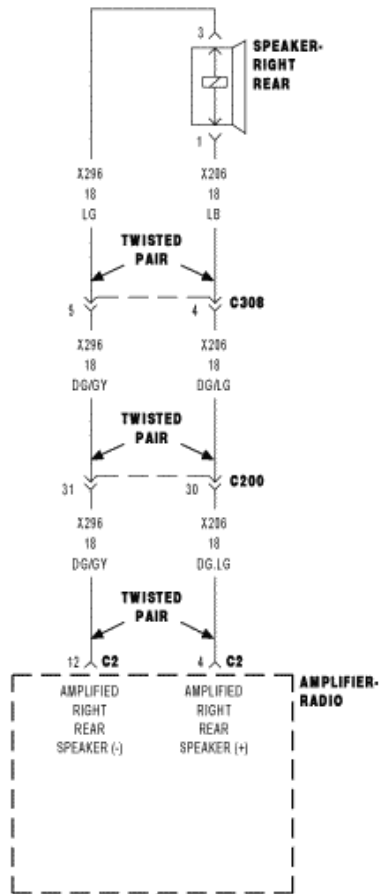 3
SPEAKER-
RIGHT
REAR
1
X296
18
LG
X206
18
LB
TWISTED
PAIR
5
4
C308
X296
18
DG/GY
X206
18
DG/LG
TWISTED
PAIR
31
30
C200
X296
18
DG/GY
X206
18
DG.LG
TWISTED
PAIR
12 C2
4 C2
AMPLIFIED
RIGHT
REAR
SPEAKER (-)
AMPLIFIED
RIGHT
REAR
SPEAKER (+)
AMPLIFIER-
RADIO